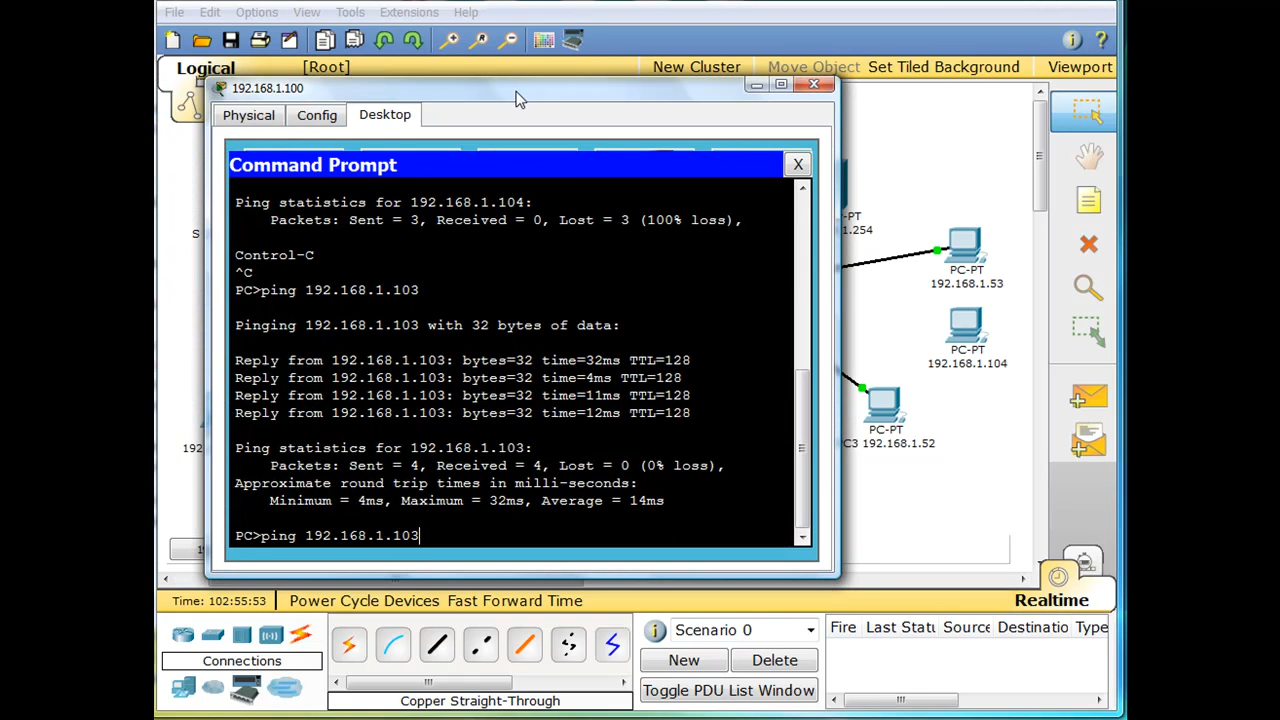 File Edit Options View Tools Extensions Help
Logical [Root] New Cluster Move Object Set Tiled Background Viewport
192.168.1.100
Physical Config Desktop
Command Prompt X
Ping statistics for 192.168.1.104:
Packets: Sent = 3, Received = 0, Lost = 3 (100% loss),
Control-C
^C
PC>ping 192.168.1.103
Pinging 192.168.1.103 with 32 bytes of data:
Reply from 192.168.1.103: bytes=32 time=32ms TTL=128
Reply from 192.168.1.103: bytes=32 time=4ms TTL=128
Reply from 192.168.1.103: bytes=32 time=11ms TTL=128
Reply from 192.168.1.103: bytes=32 time=12ms TTL=128
Ping statistics for 192.168.1.103:
Packets: Sent = 4, Received = 4, Lost = 0 (0% loss),
Approximate round trip times in milli-seconds:
Minimum = 4ms, Maximum = 32ms, Average = 14ms
PC>ping 192.168.1.103
S
192
-PT
.1.254
PC-PT
192.168.1.53
PC-PT
192.168.1.104
PC-PT
PC3 192.168.1.52
Time: 102:55:53 Power Cycle Devices Fast Forward Time Realtime
Connections
Copper Straight-Through
Scenario 0
New Delete
Toggle PDU List Window
Fire Last Statu Source Destinatio Type